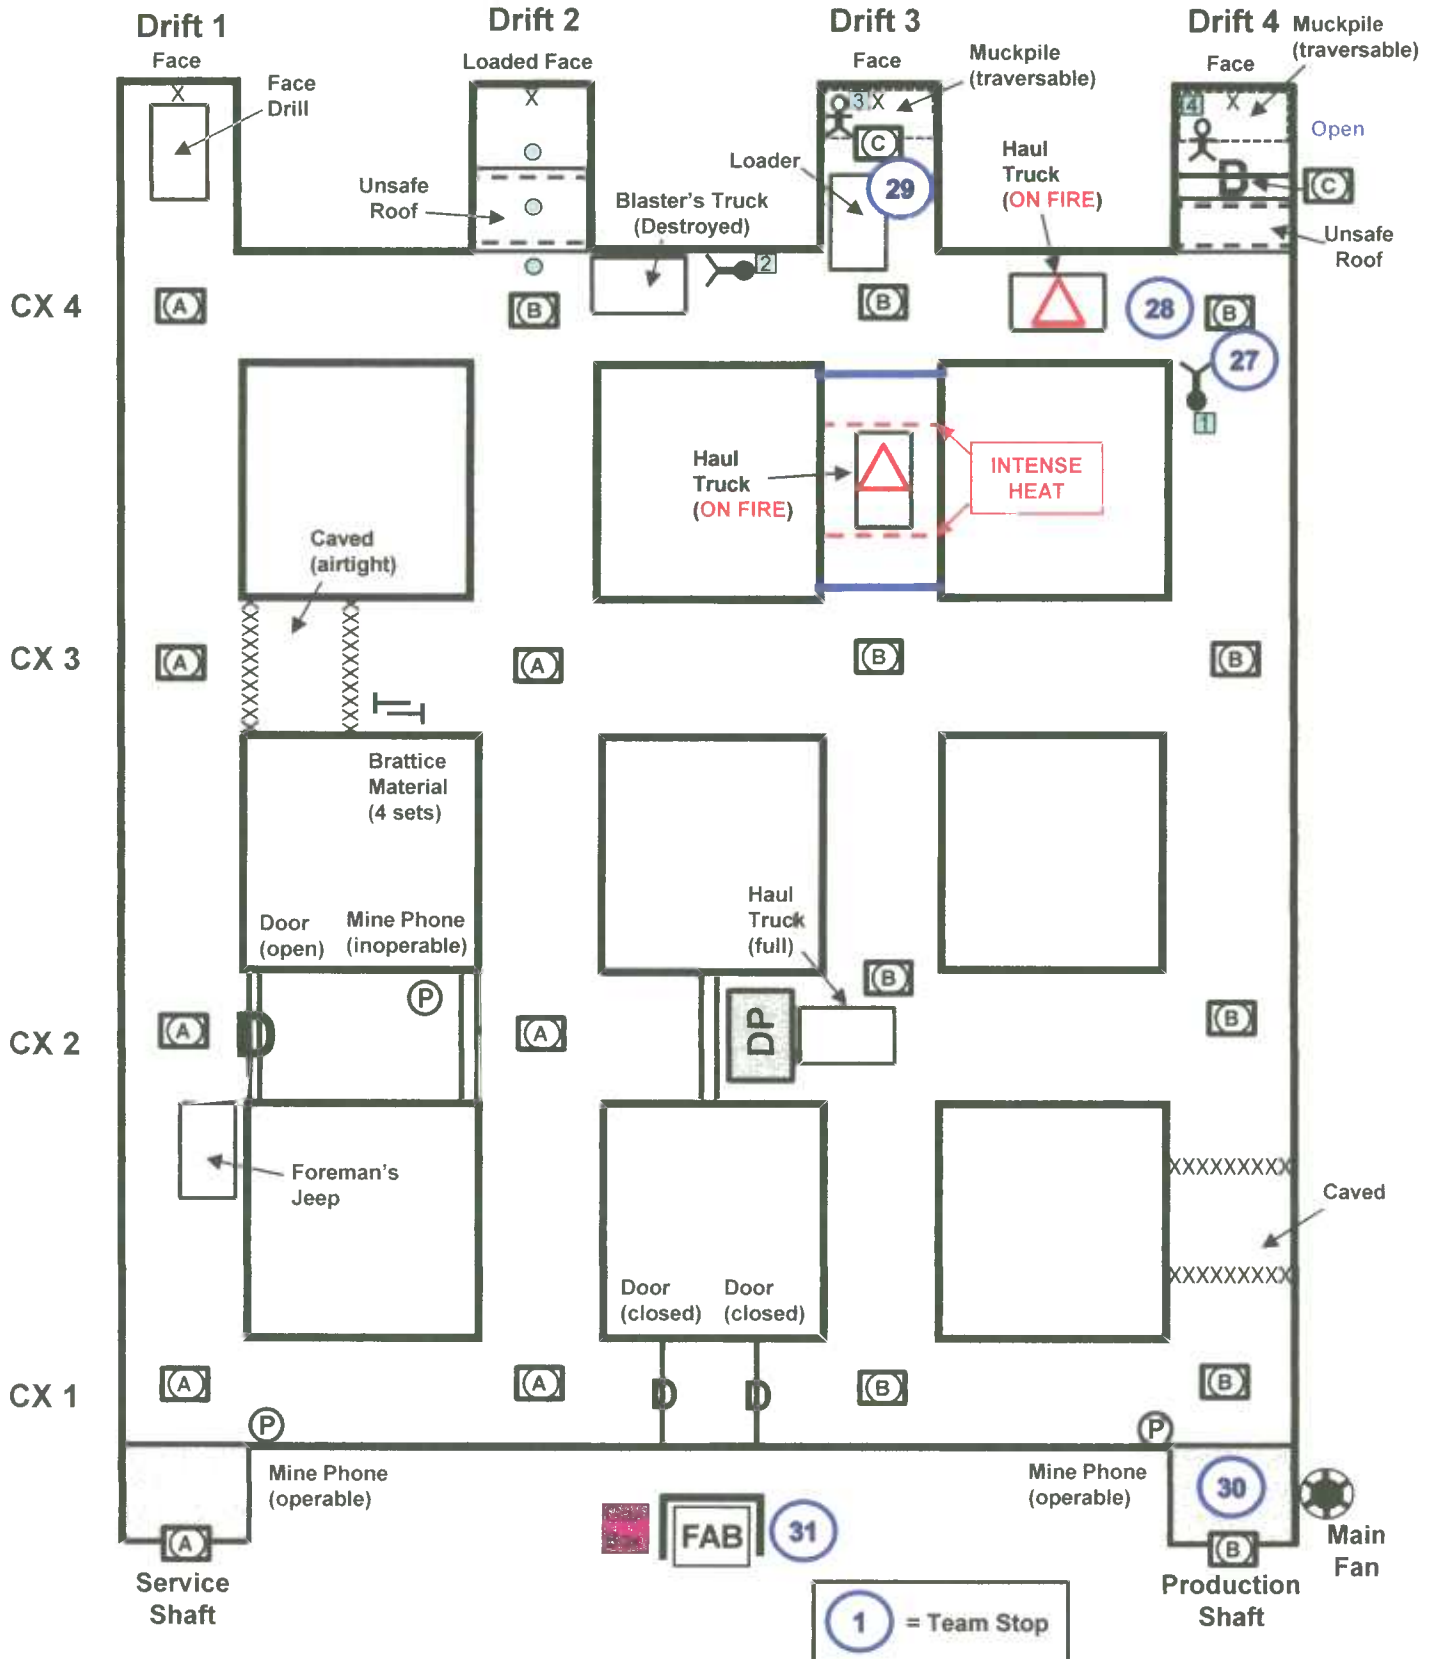 Drift 1
Drift 2
Drift 3
Drift 4
Muckpile
(traversable)
Face
Loaded Face
Face
Muckpile
(traversable)
Face
Face
Drill
X
X
3
X
4
X
Open
C
Loader
29
Haul
Truck
(ON FIRE)
D
C
Unsafe
Roof
Blaster's Truck
(Destroyed)
2
Unsafe
Roof
CX 4
A
B
B
28
B
27
1
Haul
Truck
(ON FIRE)
INTENSE
HEAT
Caved
(airtight)
XXXXXXXXXXX
XXXXXXXXXXX
CX 3
A
A
B
B
Brattice
Material
(4 sets)
Haul
Truck
(full)
Door
(open)
Mine Phone
(inoperable)
P
B
CX 2
A
D
A
DP
B
Foreman's
Jeep
XXXXXXXXX
Caved
XXXXXXXXX
Door
(closed)
Door
(closed)
CX 1
A
A
D
D
B
B
P
P
Mine Phone
(operable)
Mine Phone
(operable)
30
FAB
31
A
B
Main
Fan
Service
Shaft
Production
Shaft
1
= Team Stop